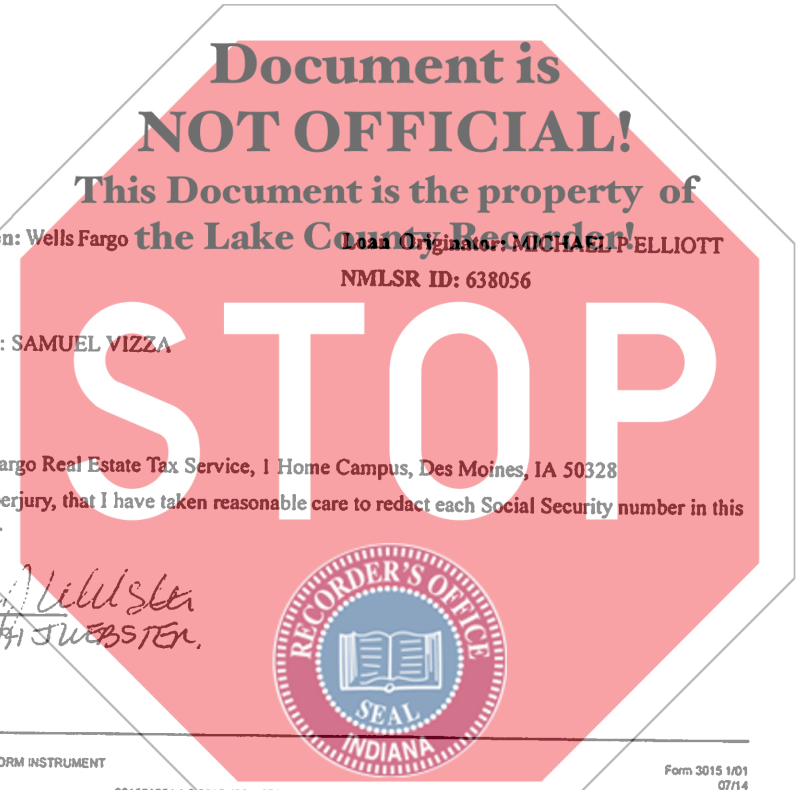 Document is
NOT OFFICIAL!
This Document is the property of
the Lake County Recorder!
n: Wells Fargo
Loan Originator: MICHAEL P ELLIOTT
NMLSR ID: 638056
: SAMUEL VIZZA
STOP
argo Real Estate Tax Service, 1 Home Campus, Des Moines, IA 50328
erjury, that I have taken reasonable care to redact each Social Security number in this
J WEBSTER.
RECORDER'S OFFICE
SEAL
INDIANA
ORM INSTRUMENT
Form 3015 1/01
07/14